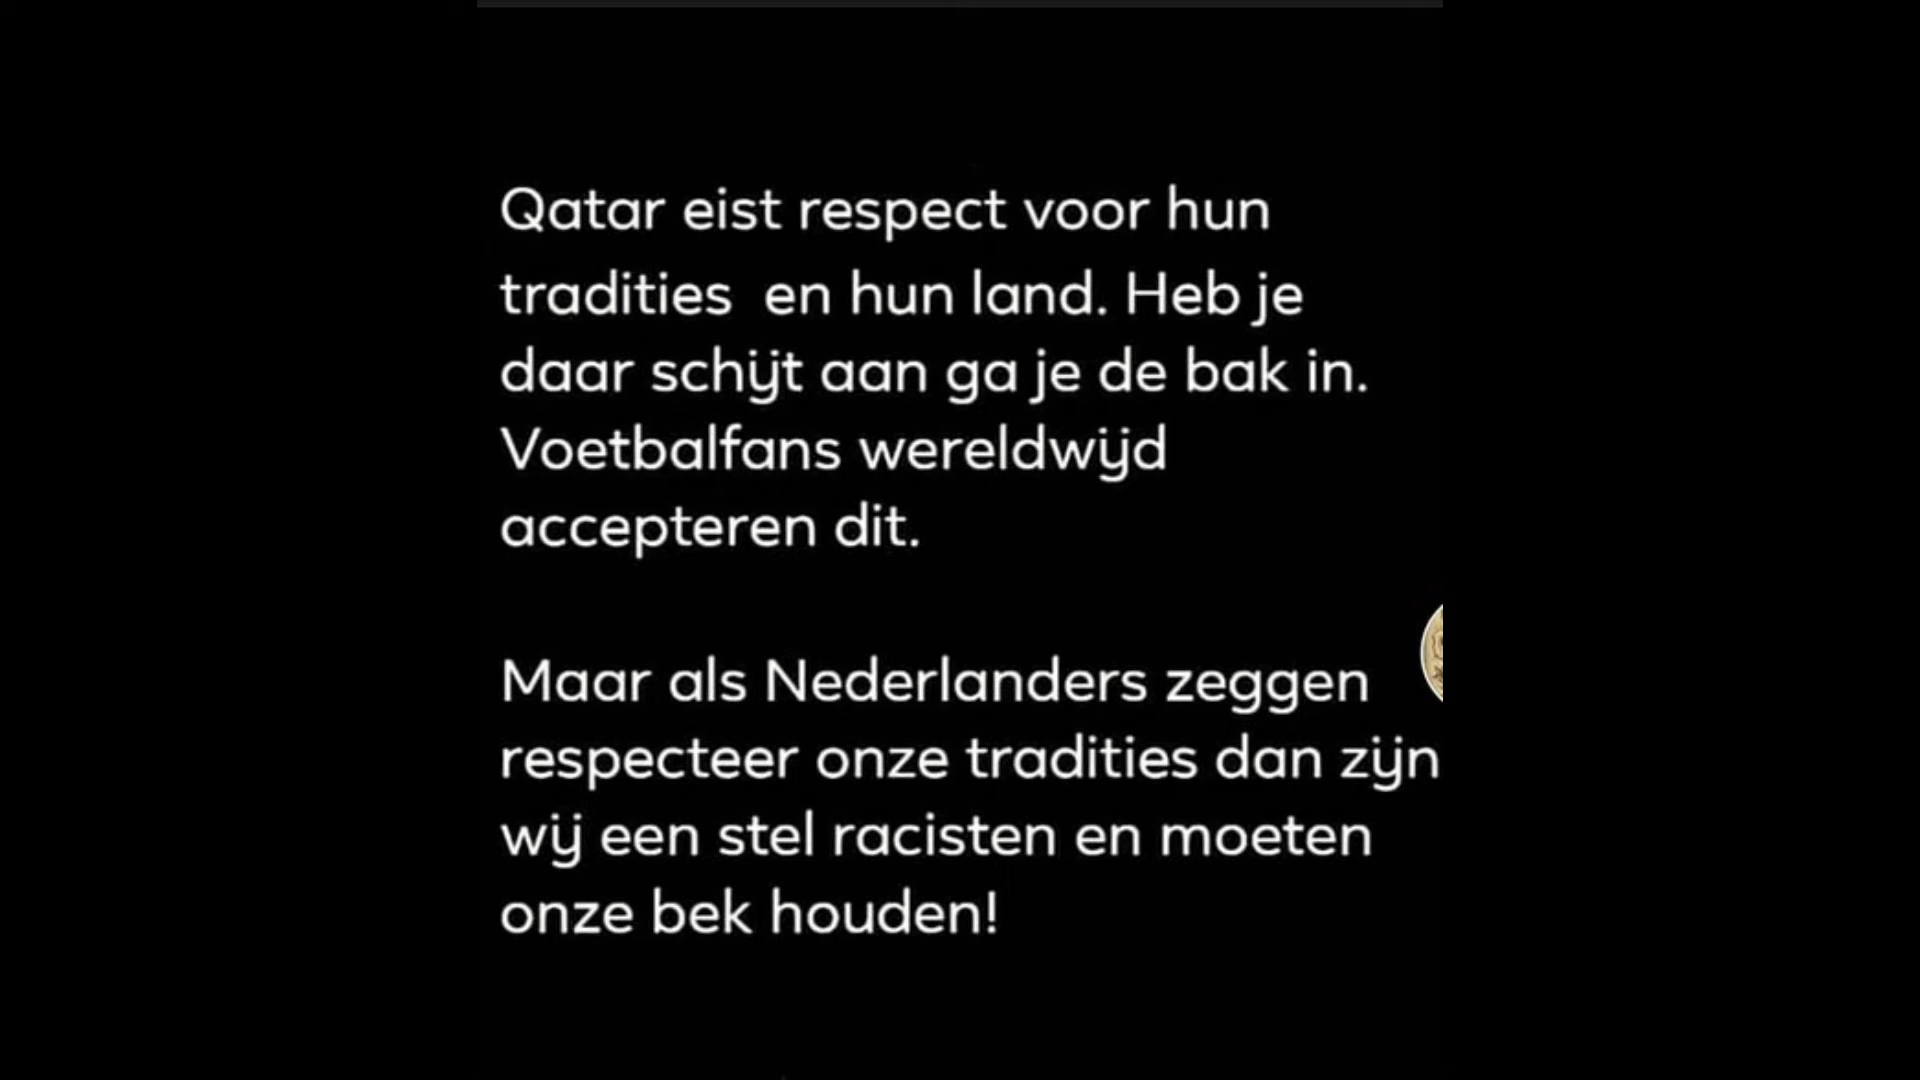 Qatar eist respect voor hun
tradities  en hun land. Heb je
daar schijt aan ga je de bak in.
Voetbalfans wereldwijd
accepteren dit.
Maar als Nederlanders zeggen
respecteer onze tradities dan zijn
wij een stel racisten en moeten
onze bek houden!